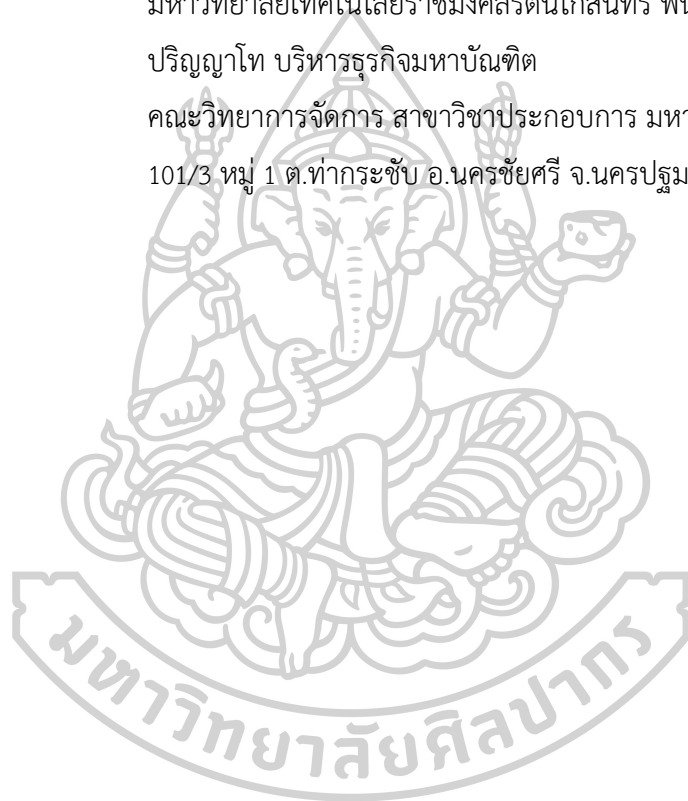 มหาวิทยาลัยเทคโนโลยีราชมงคลรัตนโกสินทร์
ปริญญาโท บริหารธุรกิจมหาบัณฑิต
คณะวิทยาการจัดการ สาขาวิชาประกอบการ
101/3 หมู่ 1 ต.ท่ากระชับ อ.นครชัยศรี จ.นครปฐม
มหาวิทยาลัยศิลปากร